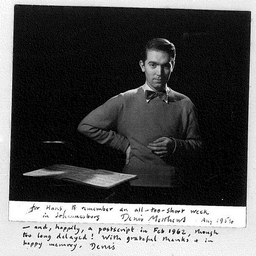 for Hans, to remember an all-too-short week
in Johannesburg Denis Matthews Aug 1954
— and, happily, a postscript in Feb 1962, though
too long delayed! With grateful thanks & in
happy memory. Denis